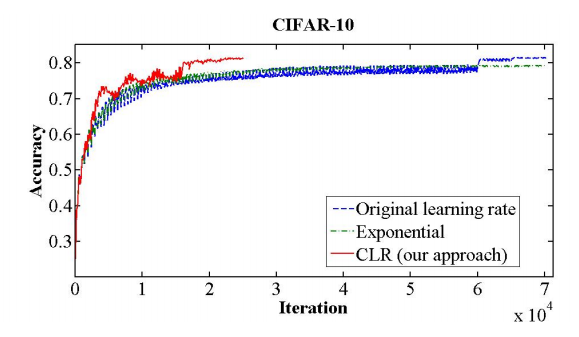 CIFAR-10
0.8
0.7
0.6
0.5
0.4
0.3
Accuracy
Original learning rate
Exponential
CLR (our approach)
0 1 2 3 4 5 6 7
Iteration
x 10^4